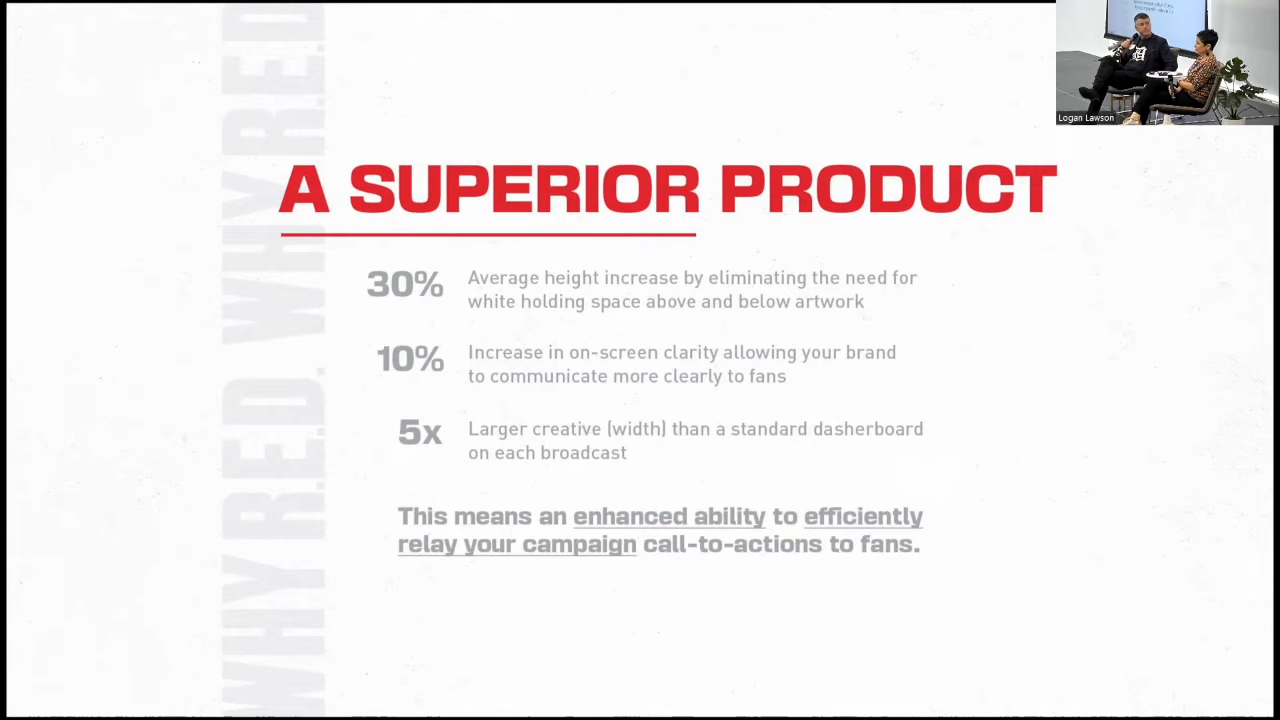 WHY R.E.D. WHY R.E.D. WHY R.E.D.
A SUPERIOR PRODUCT
30%
Average height increase by eliminating the need for
white holding space above and below artwork
10%
Increase in on-screen clarity allowing your brand
to communicate more clearly to fans
5x
Larger creative (width) than a standard dasherboard
on each broadcast
This means an enhanced ability to efficiently
relay your campaign call-to-actions to fans.
Logan Lawson